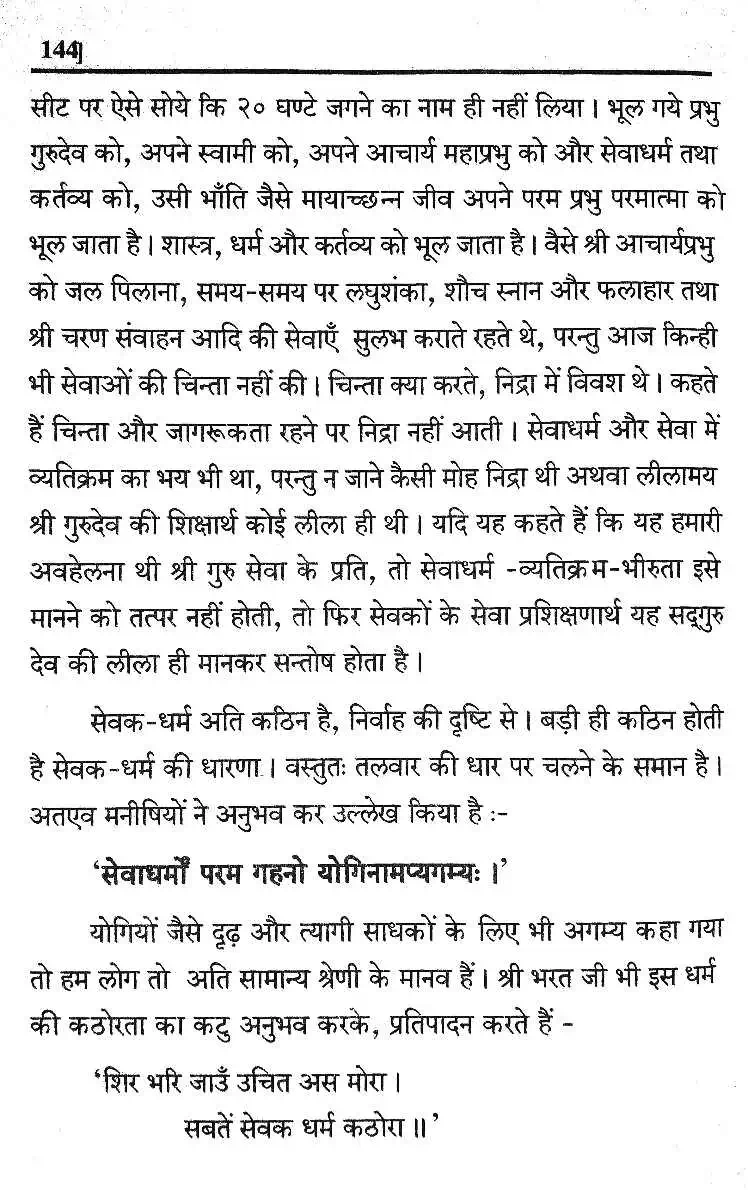 144]
सीट पर ऐसे सोये कि २० घण्टे जगने का नाम ही नहीं लिया । भूल गये प्रभु
गुरुदेव को, अपने स्वामी को, अपने आचार्य महाप्रभु को और सेवाधर्म तथा
कर्तव्य को, उसी भाँति जैसे मायाच्छन्न जीव अपने परम प्रभु परमात्मा को
भूल जाता है । शास्त्र, धर्म और कर्तव्य को भूल जाता है । वैसे श्री आचार्यप्रभु
को जल पिलाना, समय-समय पर लघुशंका, शौच स्नान और फलाहार तथा
श्री चरण संवाहन आदि की सेवाएँ सुलभ कराते रहते थे, परन्तु आज किन्ही
भी सेवाओं की चिन्ता नहीं की । चिन्ता क्या करते, निद्रा में विवश थे । कहते
हैं चिन्ता और जागरूकता रहने पर निद्रा नहीं आती । सेवाधर्म और सेवा में
व्यतिक्रम का भय भी था, परन्तु न जाने कैसी मोह निद्रा थी अथवा लीलामय
श्री गुरुदेव की शिक्षार्थ कोई लीला ही थी । यदि यह कहते हैं कि यह हमारी
अवहेलना थी श्री गुरु सेवा के प्रति, तो सेवाधर्म -व्यतिक्रम-भीरुता इसे
मानने को तत्पर नहीं होती, तो फिर सेवकों के सेवा प्रशिक्षणार्थ यह सद्‌गुरु
देव की लीला ही मानकर सन्तोष होता है ।
सेवक-धर्म अति कठिन है, निर्वाह की दृष्टि से । बड़ी ही कठिन होती
है सेवक-धर्म की धारणा । वस्तुतः तलवार की धार पर चलने के समान है ।
अतएव मनीषियों ने अनुभव कर उल्लेख किया है :-
‘सेवाधर्मों परम गहनो योगिनामप्यगम्यः ।’
योगियों जैसे दृढ़ और त्यागी साधकों के लिए भी अगम्य कहा गया
तो हम लोग तो अति सामान्य श्रेणी के मानव हैं । श्री भरत जी भी इस धर्म
की कठोरता का कटु अनुभव करके, प्रतिपादन करते हैं -
‘शिर भरि जाउँ उचित अस मोरा ।
सबतें सेवक धर्म कठोरा ॥’